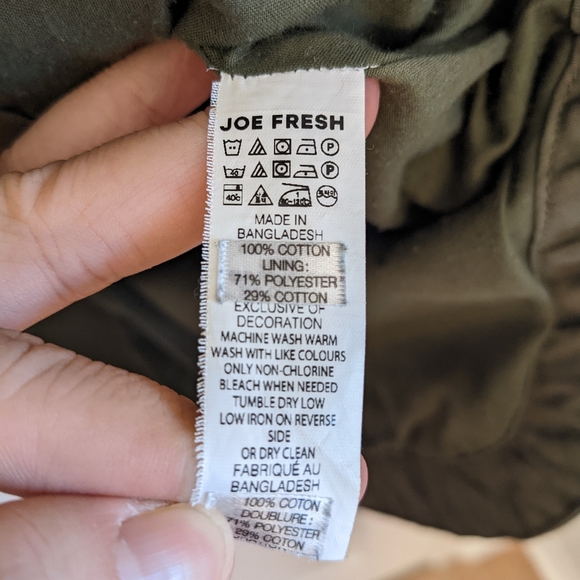 JOE FRESH
40
40°C
MADE IN
BANGLADESH
100% COTTON
LINING:
71% POLYESTER
29% COTTON
EXCLUSIVE OF
DECORATION
MACHINE WASH WARM
WASH WITH LIKE COLOURS
ONLY NON-CHLORINE
BLEACH WHEN NEEDED
TUMBLE DRY LOW
LOW IRON ON REVERSE
SIDE
OR DRY CLEAN
FABRIQUÉ AU
BANGLADESH
100% COTON
DOUBLURE:
71% POLYESTER
29% COTON